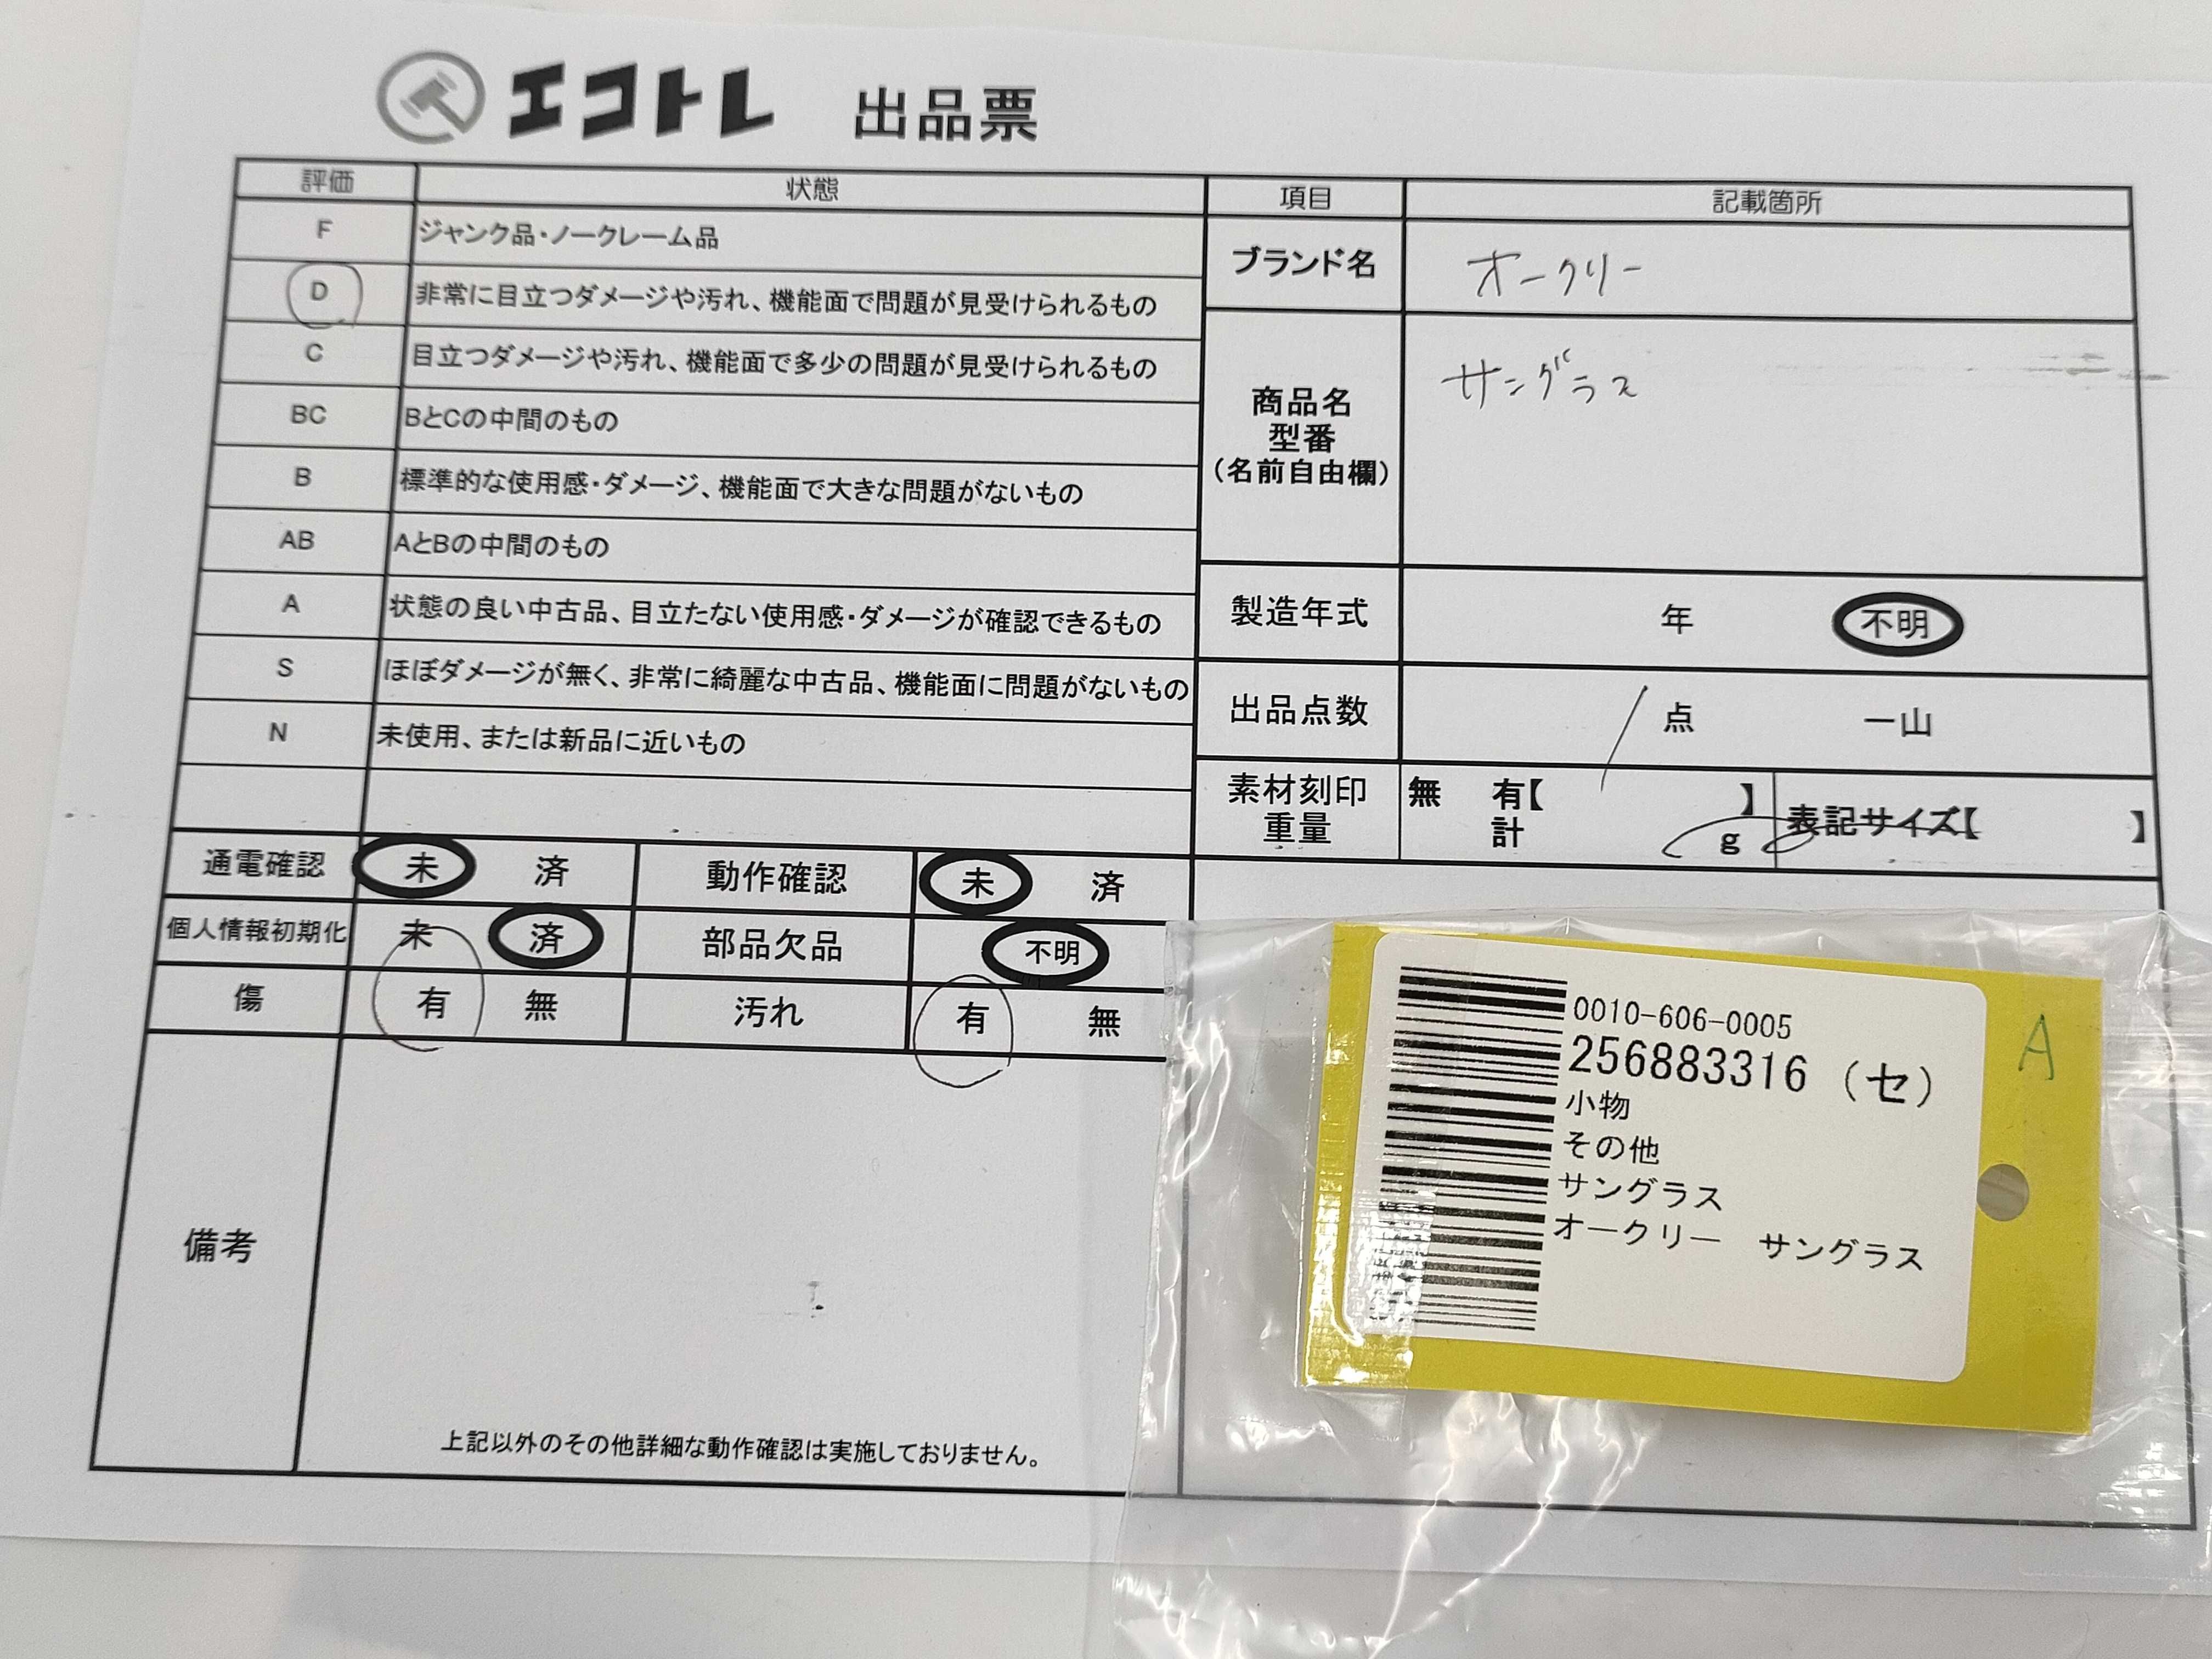 エコトレ 出品票
評価 状態 項目 記載箇所
F ジャンク品・ノークレーム品
D 非常に目立つダメージや汚れ、機能面で問題が見受けられるもの
C 目立つダメージや汚れ、機能面で多少の問題が見受けられるもの
BC BとCの中間のもの
B 標準的な使用感・ダメージ、機能面で大きな問題がないもの
AB AとBの中間のもの
A 状態の良い中古品、目立たない使用感・ダメージが確認できるもの
S ほぼダメージが無く、非常に綺麗な中古品、機能面に問題がないもの
N 未使用、または新品に近いもの
ブランド名 オークリー
商品名
型番
(名前自由欄)
サングラス
製造年式 年 不明
出品点数 1 点 一山
素材刻印 無 有【 】 表記サイズ【 】
重量 計 g
通電確認 未 済 動作確認 未 済
個人情報初期化 未 済 部品欠品 不明
傷 有 無 汚れ 有 無
備考
上記以外のその他詳細な動作確認は実施しておりません。
0010-606-0005
256883316 (セ)
小物
その他
サングラス
オークリー サングラス
A